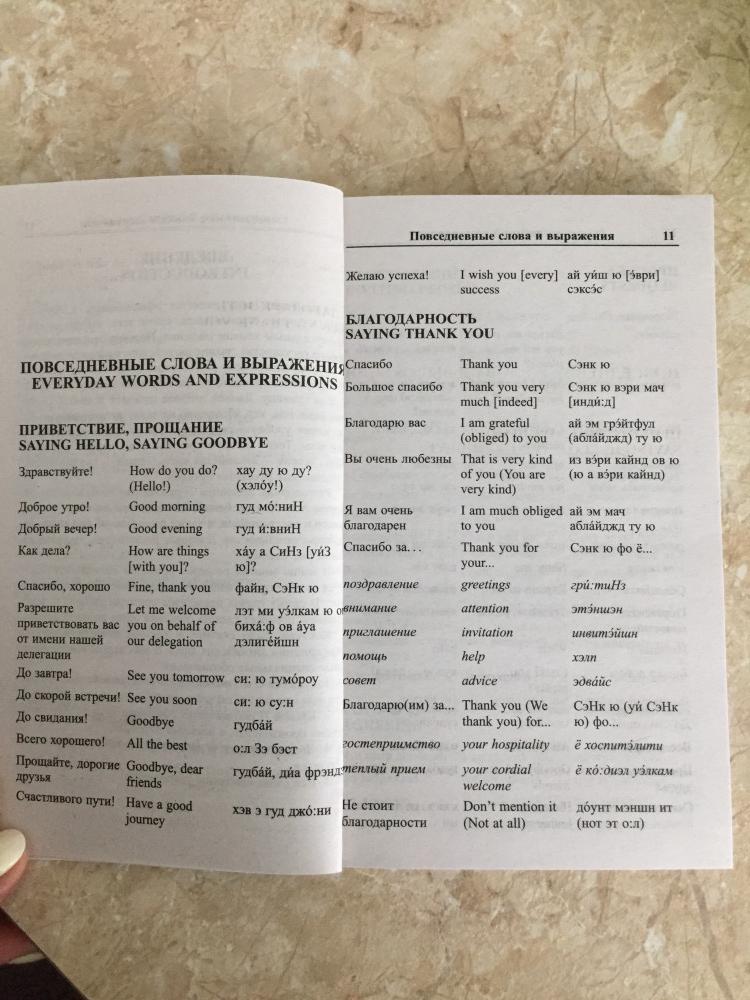 ПОВСЕДНЕВНЫЕ СЛОВА И ВЫРАЖЕНИЯ
EVERYDAY WORDS AND EXPRESSIONS
ПРИВЕТСТВИЕ, ПРОЩАНИЕ
SAYING HELLO, SAYING GOODBYE
Здравствуйте! How do you do? хау ду ю ду?
(Hello!) (хэлóу!)
Доброе утро! Good morning гуд мó:ниН
Добрый вечер! Good evening гуд и́:вниН
Как дела? How are things хáу а СиНз [уи́З
[with you]? ю]?
Спасибо, хорошо Fine, thank you файн, СэНк ю
Разрешите Let me welcome лэт ми уэ́лкам ю
приветствовать вас you on behalf of бихá:ф ов áуа
от имени нашей our delegation дэлигéйшн
делегации
До завтра! See you tomorrow си: ю тумóроу
До скорой встречи! See you soon си: ю су:н
До свидания! Goodbye гудбáй
Всего хорошего! All the best о:л Зэ бэст
Прощайте, дорогие Goodbye, dear гудбáй, ди́а фрэнд
друзья friends
Счастливого пути! Have a good хэв э гуд джó:ни
journey
Повседневные слова и выражения 11
Желаю успеха! I wish you [every] ай уи́ш ю [э́ври]
success сэксэ́с
БЛАГОДАРНОСТЬ
SAYING THANK YOU
Спасибо Thank you Сэнк ю
Большое спасибо Thank you very Сэнк ю вэри мач
much [indeed] [инди́:д]
Благодарю вас I am grateful ай эм грэ́йтфул
(obliged) to you (аблáйджд) ту ю
Вы очень любезны That is very kind из вэ́ри кайнд ов ю
of you (You are (ю а вэ́ри кайнд)
very kind)
Я вам очень I am much obliged ай эм мач
благодарен to you аблáйджд ту ю
Спасибо за... Thank you for Сэнк ю фо ё...
your...
поздравление greetings гри́:тиНз
внимание attention этэ́ншэн
приглашение invitation инвитэ́йшн
помощь help хэлп
совет advice эдвáйс
Благодарю(им) за... Thank you (We СэНк ю (уи́ СэНк
thank you) for... ю) фо...
гостеприимство your hospitality ё хоспитэ́лити
теплый прием your cordial ё кó:диэл уэ́лкам
welcome
Не стоит Don't mention it дóунт мэншн ит
благодарности (Not at all) (нот эт о:л)